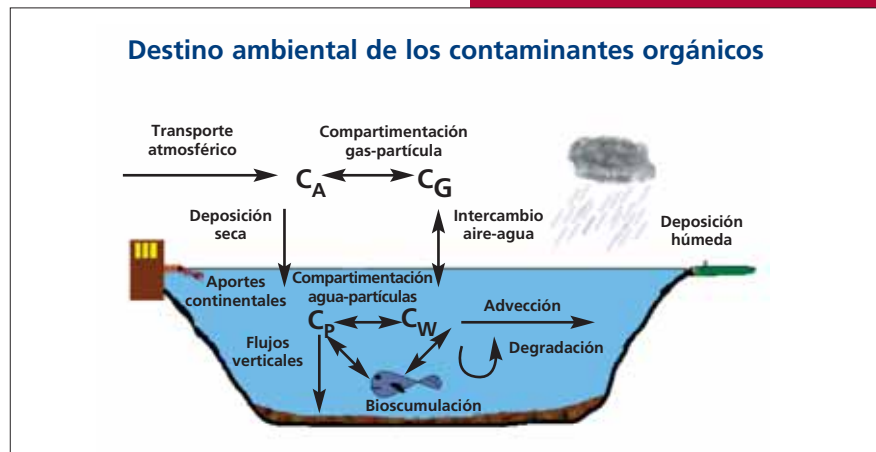 Destino ambiental de los contaminantes orgánicos
Transporte
atmosférico
Compartimentación
gas-partícula
CA
CG
Deposición
seca
Intercambio
aire-agua
Deposición
húmeda
Aportes
continentales
Compartimentación
agua-partículas
Advección
CP
CW
Flujos
verticales
Degradación
Bioscumulación